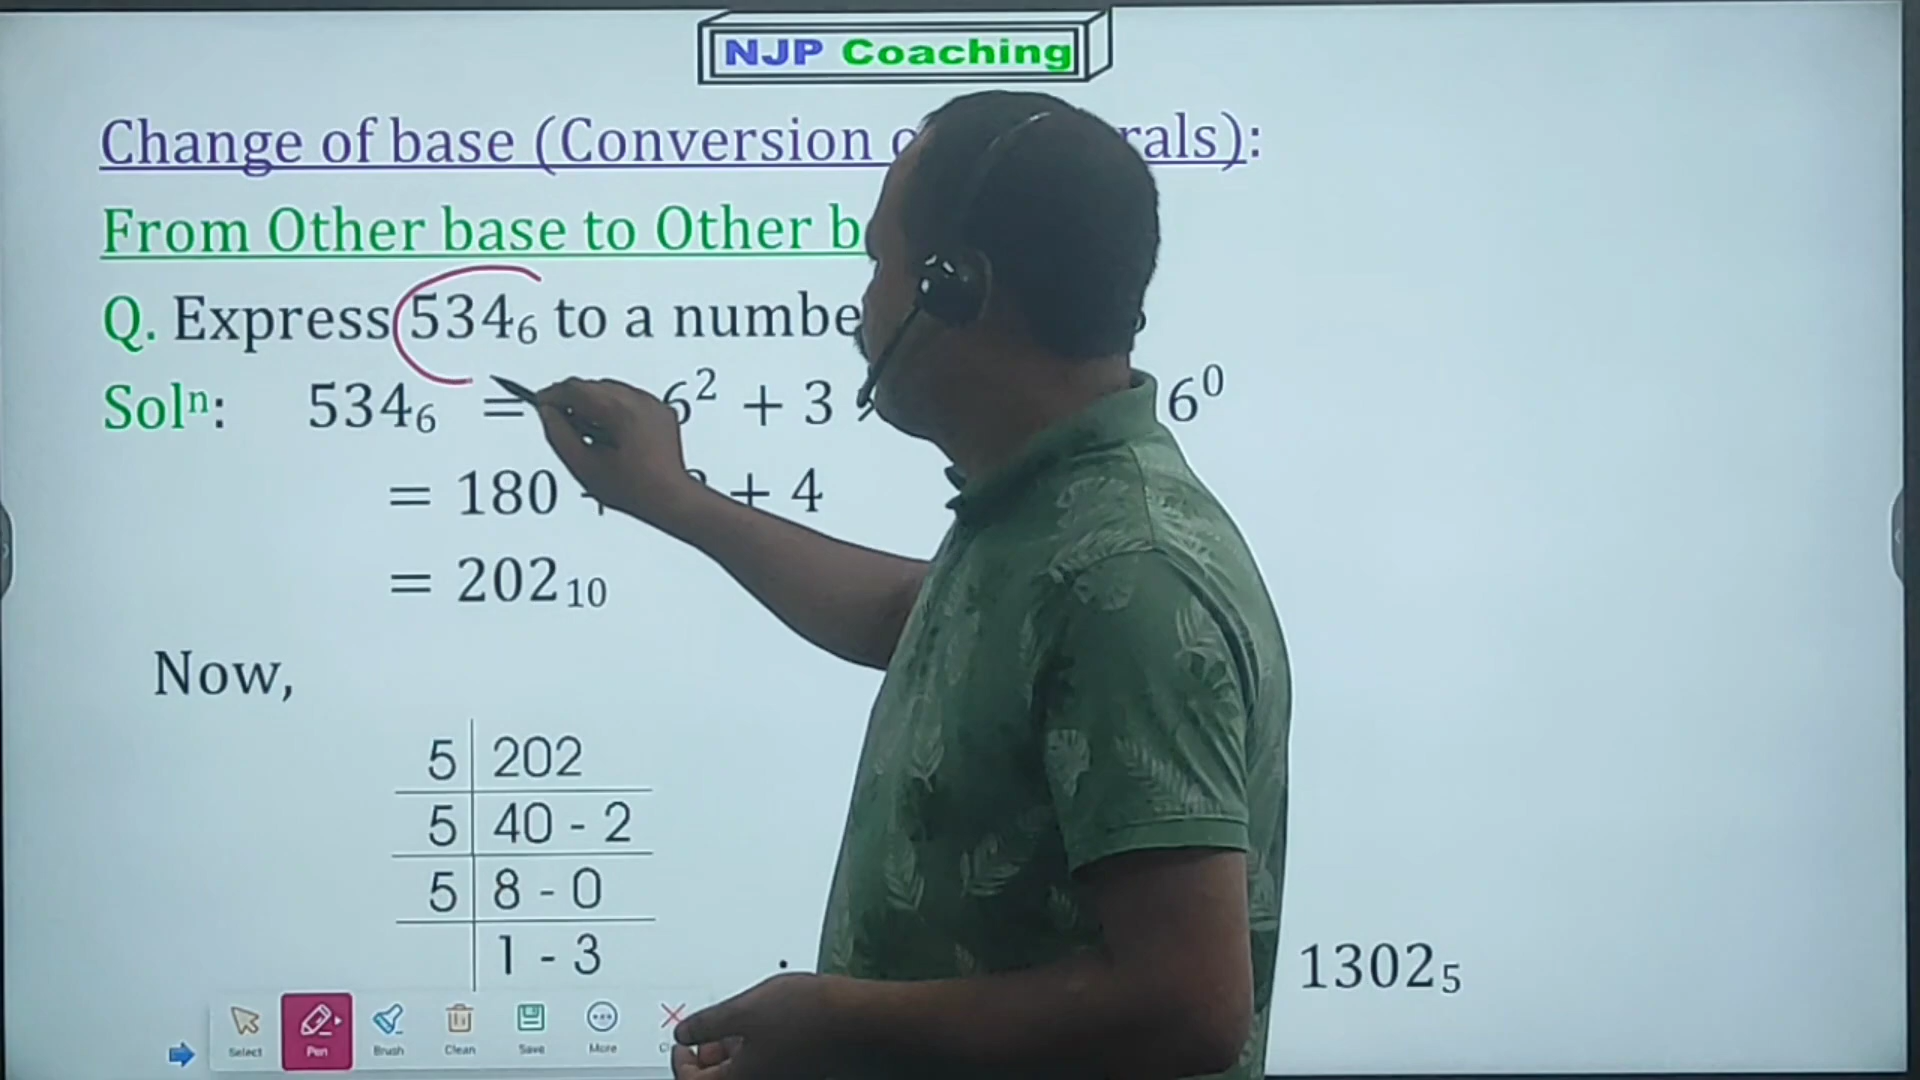 NJP Coaching
Change of base (Conversion
rals):
From Other base to Other b
Q. Express 534₆ to a numbe
Solⁿ: 534₆ = 6² + 3 6⁰
= 180 + + 4
= 202₁₀
Now,
5 202
5 40 - 2
5 8 - 0
1 - 3
1302₅
Select Pen Brush Clean Save More